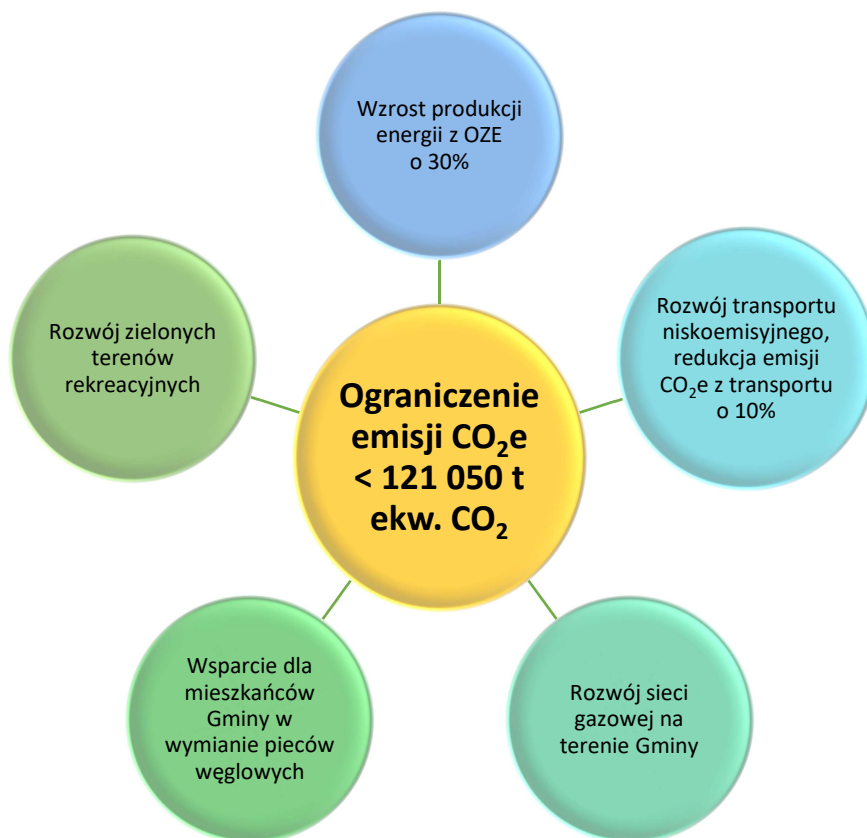 Wzrost produkcji
energii z OZE
o 30%
Rozwój transportu
niskoemisyjnego,
redukcja emisji
CO₂e z transportu
o 10%
Rozwój sieci
gazowej na
terenie Gminy
Wsparcie dla
mieszkańców
Gminy w
wymianie pieców
węglowych
Rozwój zielonych
terenów
rekreacyjnych
Ograniczenie
emisji CO₂e
< 121 050 t
ekw. CO₂